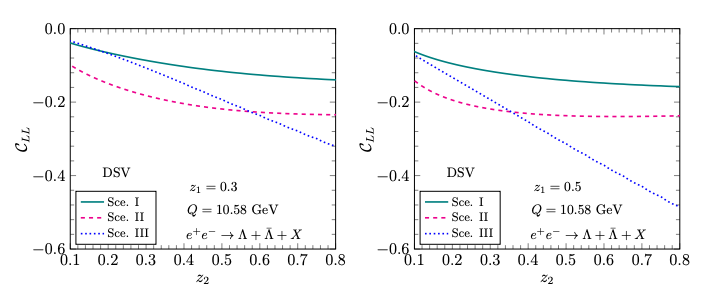 0.0
−0.2
−0.4
−0.6
C_{LL}
DSV
Sce. I
Sce. II
Sce. III
z_1 = 0.3
Q = 10.58 GeV
e^+e^- → Λ + Λ̄ + X
0.1 0.2 0.3 0.4 0.5 0.6 0.7 0.8
z_2
0.0
−0.2
−0.4
−0.6
C_{LL}
DSV
Sce. I
Sce. II
Sce. III
z_1 = 0.5
Q = 10.58 GeV
e^+e^- → Λ + Λ̄ + X
0.1 0.2 0.3 0.4 0.5 0.6 0.7 0.8
z_2